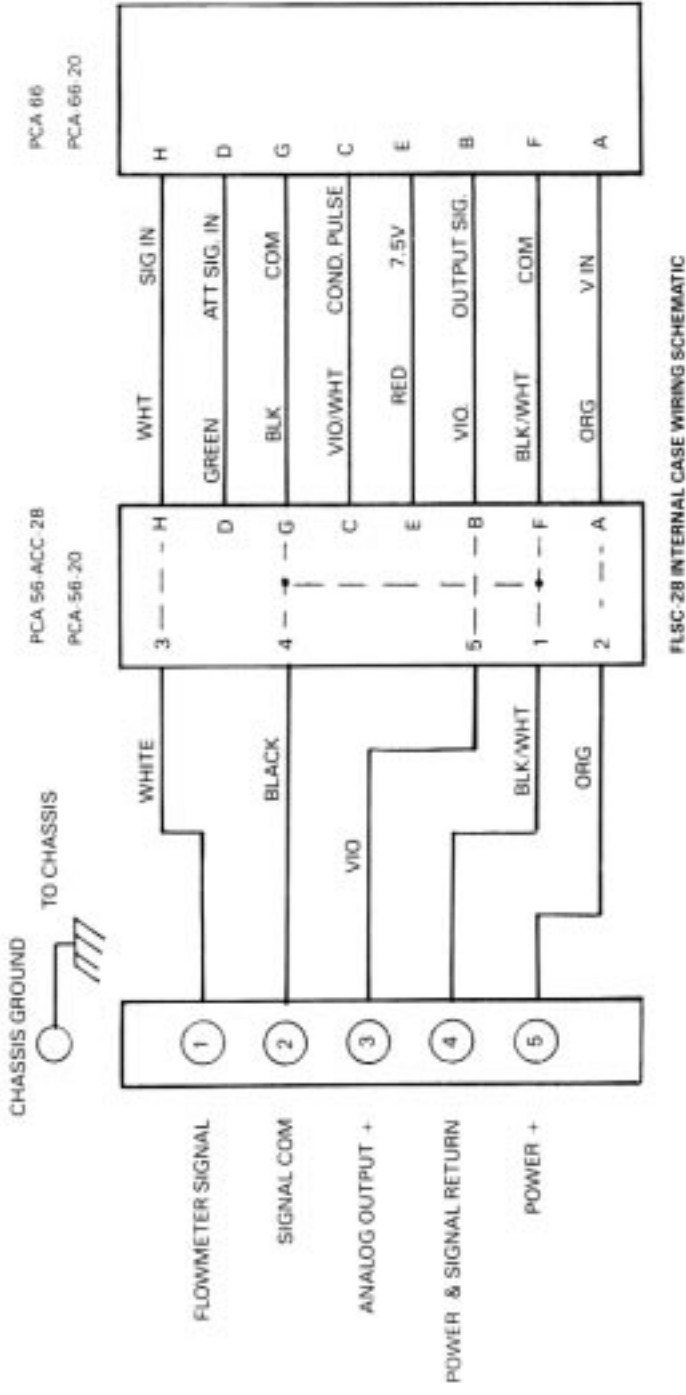 CHASSIS GROUND
TO CHASSIS
FLOWMETER SIGNAL
SIGNAL COM
ANALOG OUTPUT +
POWER & SIGNAL RETURN
POWER +
1
2
3
4
5
WHITE
BLACK
VIO
BLK/WHT
ORG
PCA 56-ACC-28
PCA-56-20
3 H
D
4 G
C
E
5 B
1 F
2 A
WHT SIG IN
GREEN ATT SIG. IN
BLK COM
VIO/WHT COND. PULSE
RED 7.5V
VIO. OUTPUT SIG.
BLK/WHT COM
ORG V IN
PCA 66
PCA-66-20
H
D
G
C
E
B
F
A
FLSC-28 INTERNAL CASE WIRING SCHEMATIC